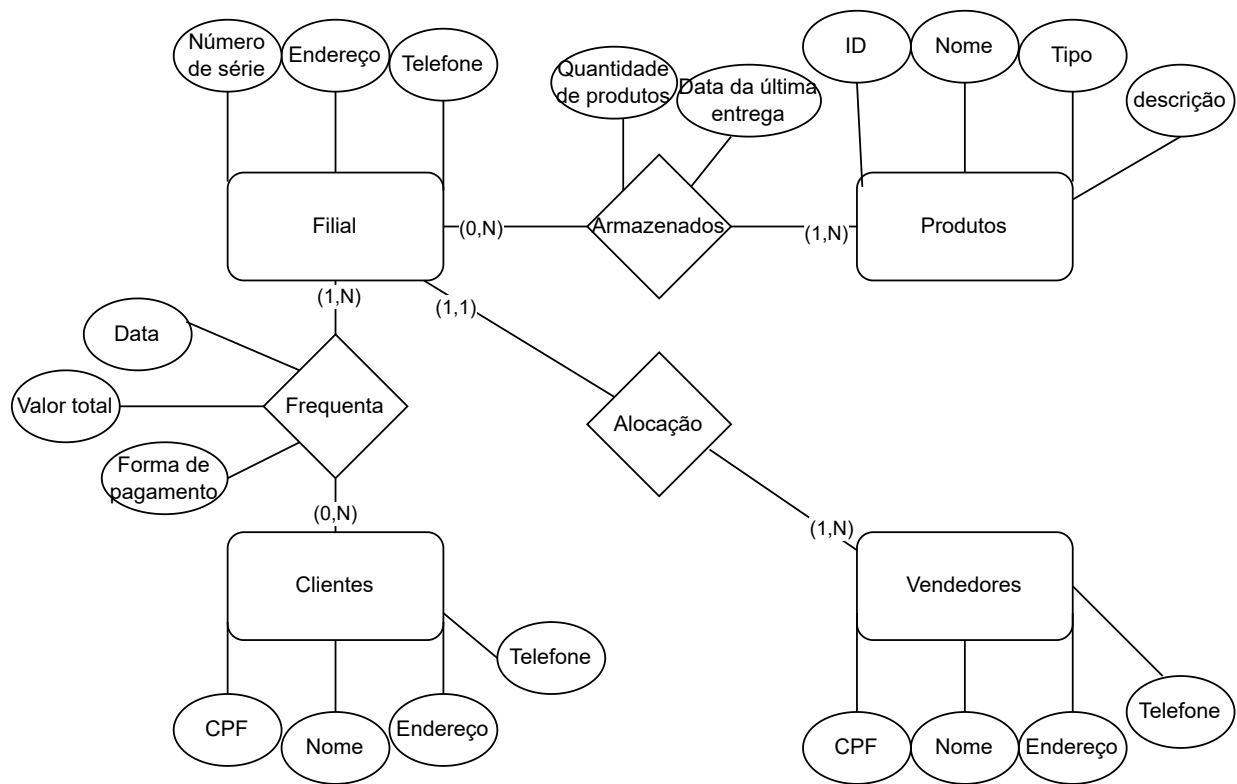 Número
de série
Endereço
Telefone
Quantidade
de produtos
Data da última
entrega
ID
Nome
Tipo
descrição
Filial
(0,N)
Armazenados
(1,N)
Produtos
(1,N)
(1,1)
Data
Valor total
Frequenta
Forma de
pagamento
Alocação
(0,N)
(1,N)
Clientes
Vendedores
Telefone
CPF
Nome
Endereço
CPF
Nome
Endereço
Telefone